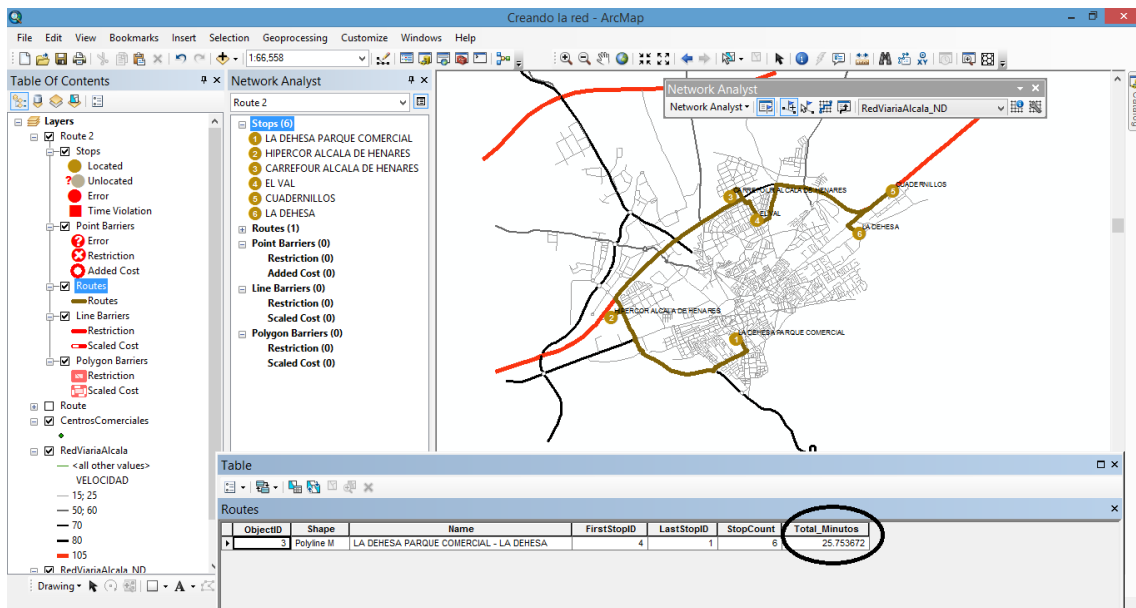 Creando la red - ArcMap
File Edit View Bookmarks Insert Selection Geoprocessing Customize Windows Help
1:66,558
Table Of Contents
Layers
Route 2
Stops
Located
? Unlocated
Error
Time Violation
Point Barriers
Error
Restriction
Added Cost
Routes
Routes
Line Barriers
Restriction
Scaled Cost
Polygon Barriers
Restriction
Scaled Cost
Route
CentrosComerciales
RedViariaAlcala
<all other values>
VELOCIDAD
15; 25
50; 60
70
80
105
RedViariaAlcala_ND
Drawing
A
Network Analyst
Route 2
Stops (6)
1 LA DEHESA PARQUE COMERCIAL
2 HIPERCOR ALCALA DE HENARES
3 CARREFOUR ALCALA DE HENARES
4 EL VAL
5 CUADERNILLOS
6 LA DEHESA
Routes (1)
Point Barriers (0)
Restriction (0)
Added Cost (0)
Line Barriers (0)
Restriction (0)
Scaled Cost (0)
Polygon Barriers (0)
Restriction (0)
Scaled Cost (0)
Network Analyst
Network Analyst RedViariaAlcala_ND
5 CUADERNILLOS
3 CARREFOUR ALCALA DE HENARES
4 EL VAL
6 LA DEHESA
2 HIPERCOR ALCALA DE HENARES
1 LA DEHESA PARQUE COMERCIAL
Table
Routes
ObjectID Shape Name FirstStopID LastStopID StopCount Total_Minutos
3 Polyline M LA DEHESA PARQUE COMERCIAL - LA DEHESA 4 1 6 25.753672